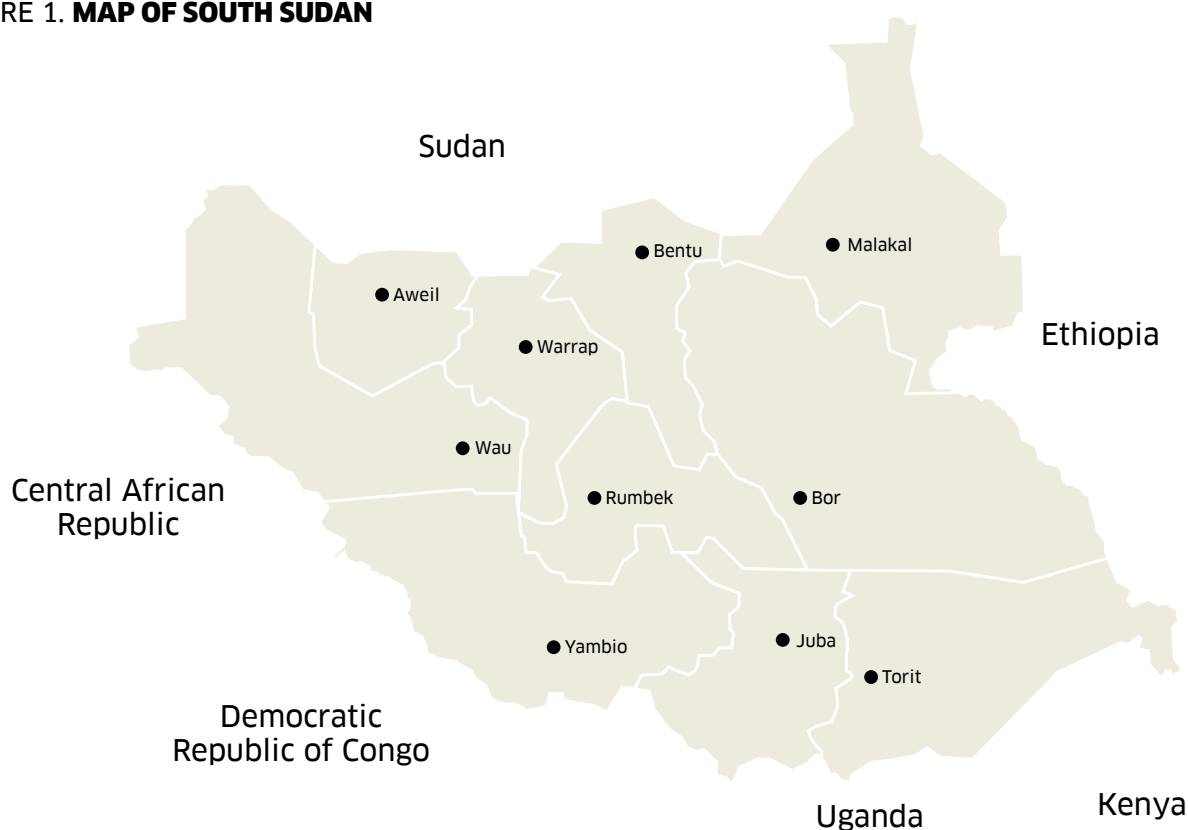 RE 1. MAP OF SOUTH SUDAN
Sudan
Bentu
Malakal
Aweil
Ethiopia
Warrap
Wau
Central African
Republic
Rumbek
Bor
Yambio
Juba
Torit
Democratic
Republic of Congo
Kenya
Uganda